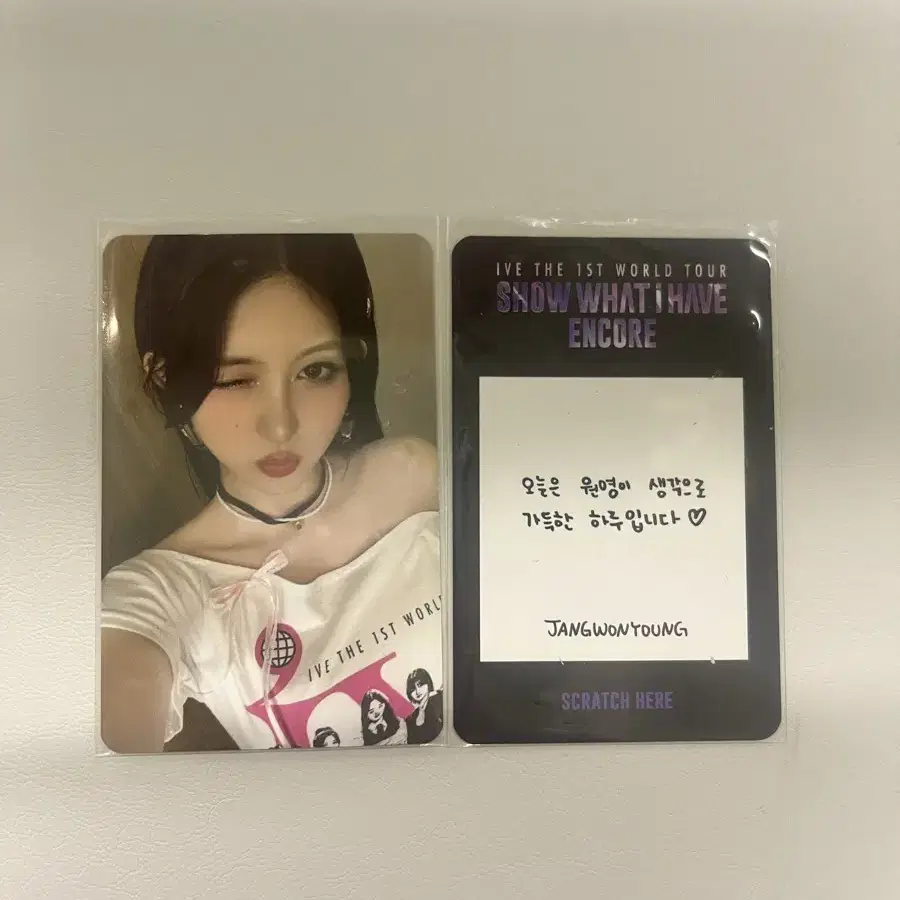 IVE THE 1ST WORL
IVE THE 1ST WORLD TOUR
SHOW WHAT i HAVE
ENCORE
오늘은 원영이 생각으로
가득한 하루입니다♡
JANGWONYOUNG
SCRATCH HERE